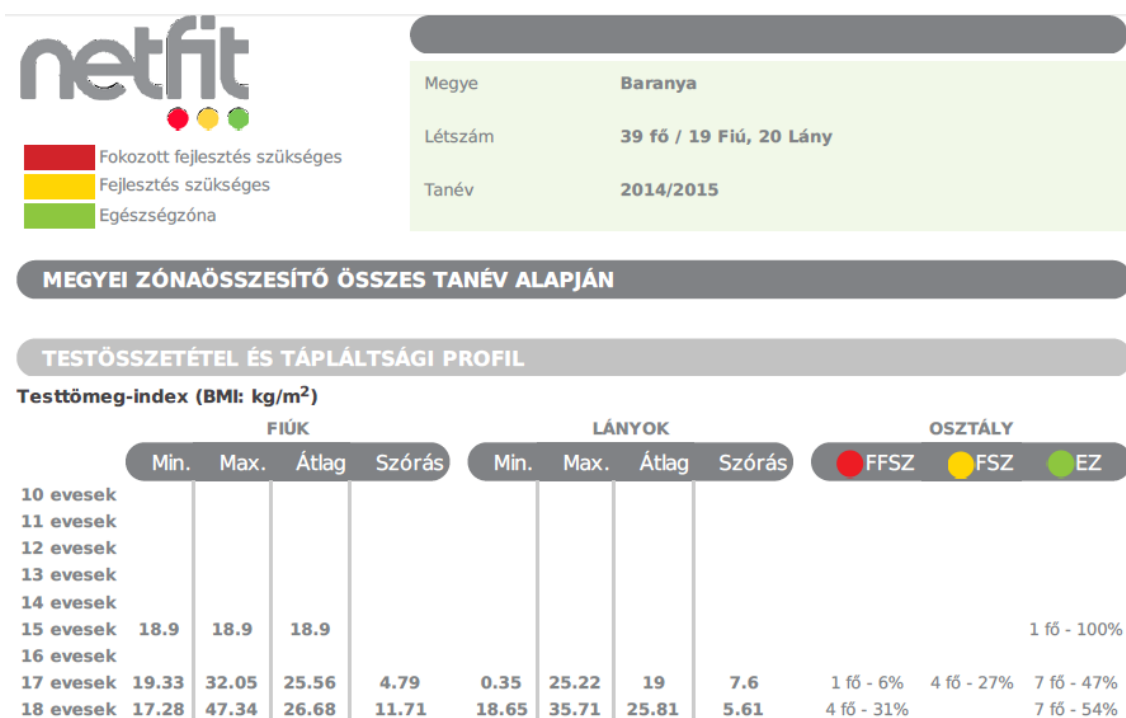 netfit
Fokozott fejlesztés szükséges
Fejlesztés szükséges
Egészségzóna
Megye Baranya
Létszám 39 fő / 19 Fiú, 20 Lány
Tanév 2014/2015
MEGYEI ZÓNAÖSSZESÍTŐ ÖSSZES TANÉV ALAPJÁN
TESTÖSSZETÉTEL ÉS TÁPLÁLTSÁGI PROFIL
Testtömeg-index (BMI: kg/m²)
FIÚK LÁNYOK OSZTÁLY
Min. Max. Átlag Szórás Min. Max. Átlag Szórás FFSZ FSZ EZ
10 evesek
11 evesek
12 evesek
13 evesek
14 evesek
15 evesek 18.9 18.9 18.9 1 fő - 100%
16 evesek
17 evesek 19.33 32.05 25.56 4.79 0.35 25.22 19 7.6 1 fő - 6% 4 fő - 27% 7 fő - 47%
18 evesek 17.28 47.34 26.68 11.71 18.65 35.71 25.81 5.61 4 fő - 31% 7 fő - 54%